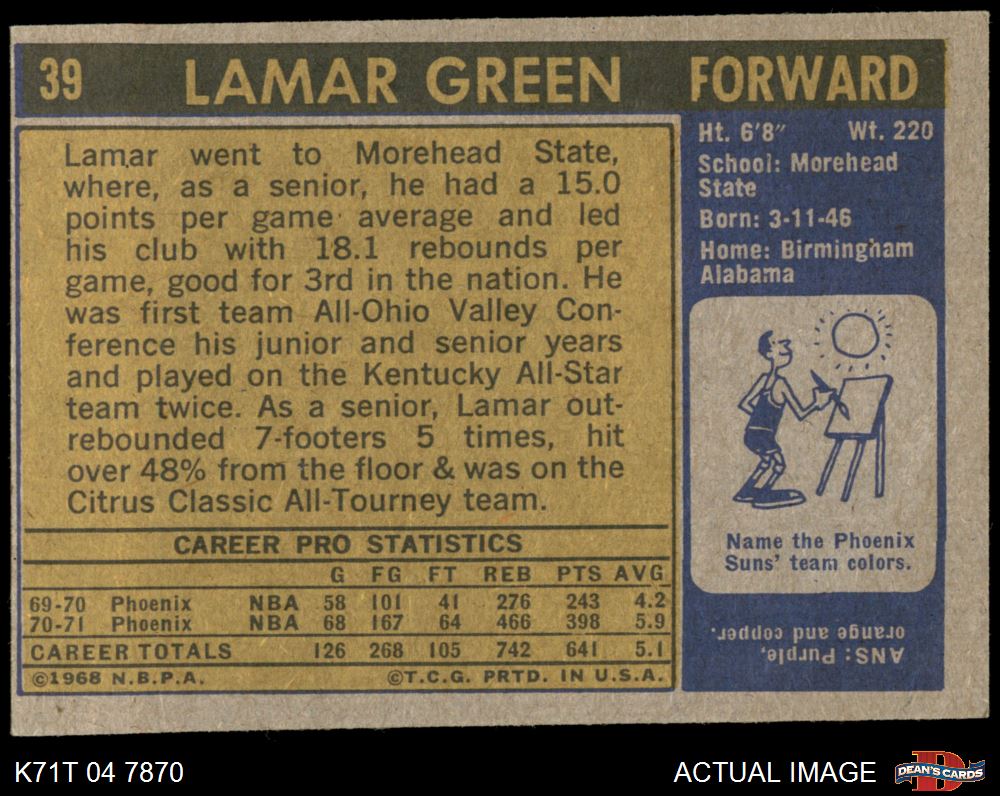 39 LAMAR GREEN FORWARD
Lamar went to Morehead State,
where, as a senior, he had a 15.0
points per game average and led
his club with 18.1 rebounds per
game, good for 3rd in the nation. He
was first team All-Ohio Valley Con-
ference his junior and senior years
and played on the Kentucky All-Star
team twice. As a senior, Lamar out-
rebounded 7-footers 5 times, hit
over 48% from the floor & was on the
Citrus Classic All-Tourney team.
CAREER PRO STATISTICS
G FG FT REB PTS AVG
69-70 Phoenix NBA 58 101 41 276 243 4.2
70-71 Phoenix NBA 68 167 64 466 398 5.9
CAREER TOTALS 126 268 105 742 641 5.1
©1968 N.B.P.A. ©T.C.G. PRTD. IN U.S.A.
Ht. 6'8" Wt. 220
School: Morehead
State
Born: 3-11-46
Home: Birmingham
Alabama
Name the Phoenix
Suns' team colors.
ANS: Purple,
orange and copper.
K71T 04 7870
ACTUAL IMAGE
D
DEAN'S CARDS